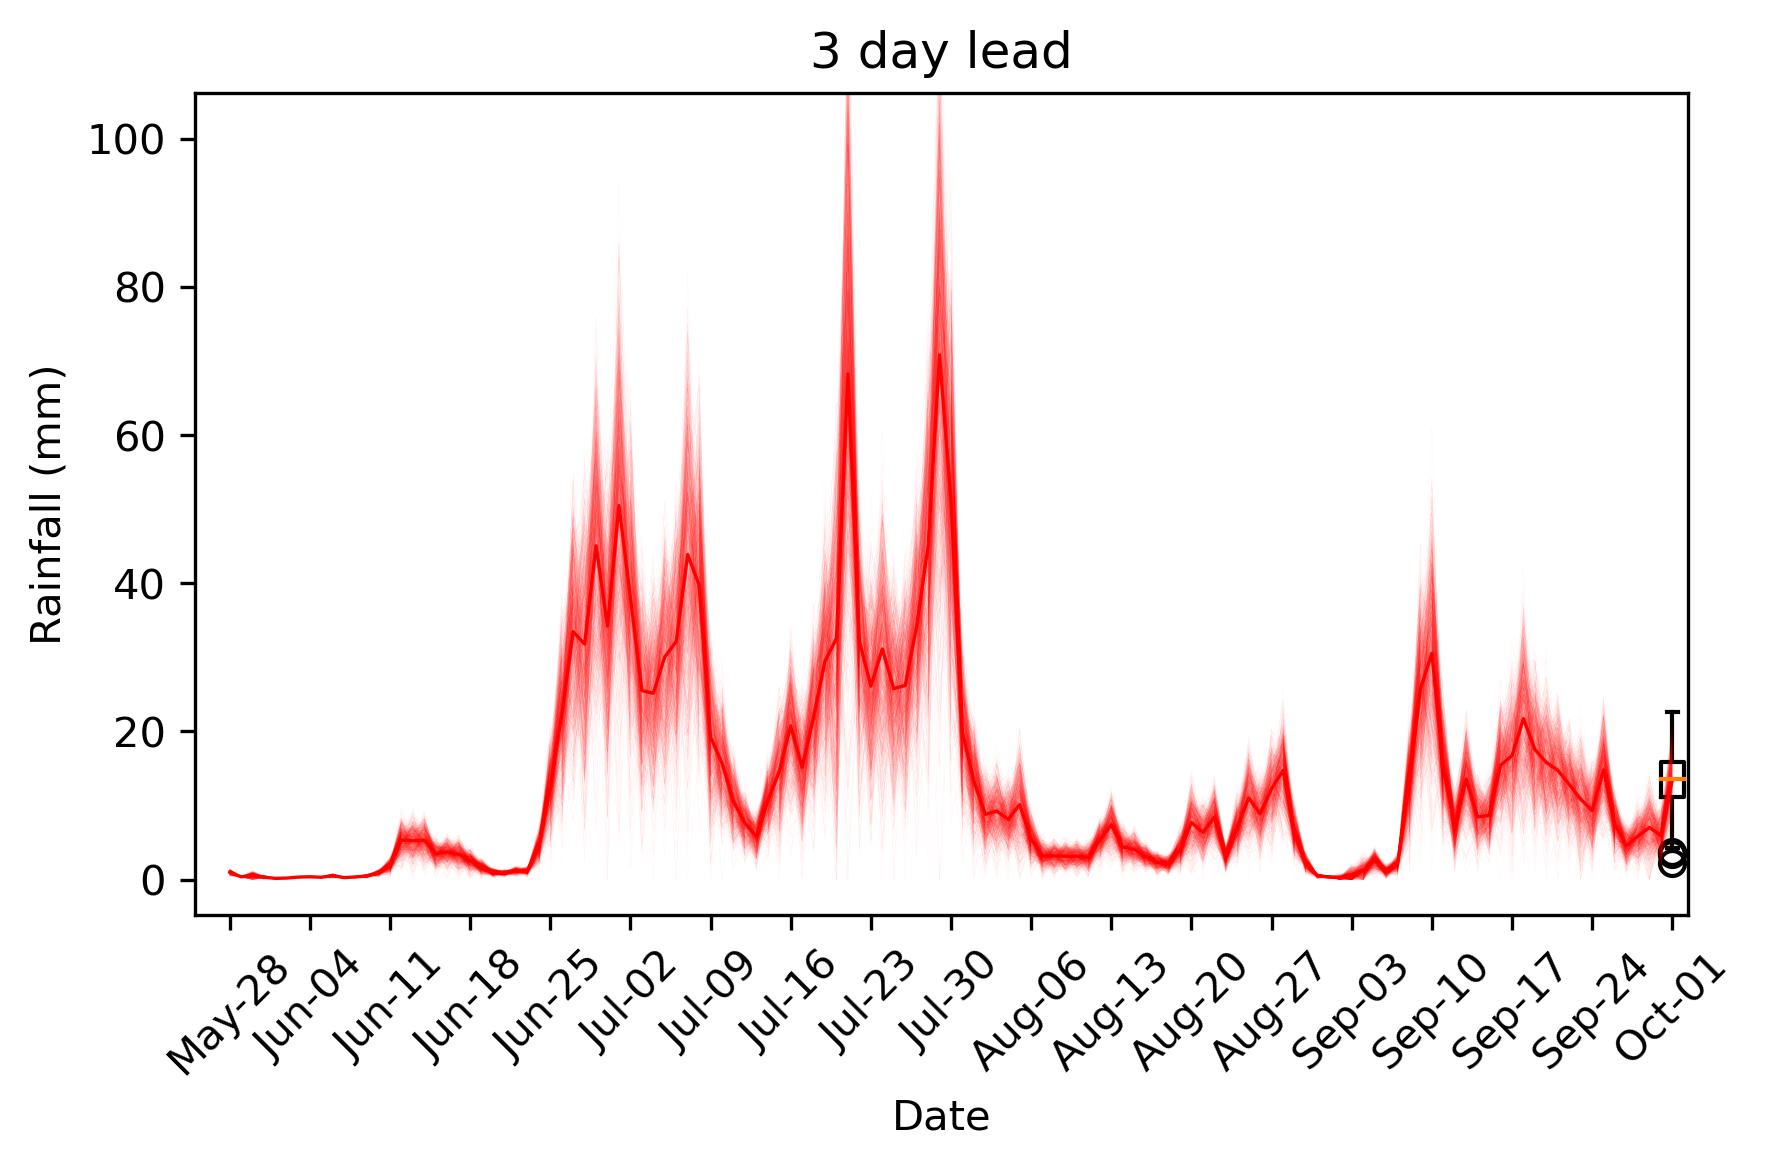 3 day lead
Rainfall (mm)
100
80
60
40
20
0
May-28
Jun-04
Jun-11
Jun-18
Jun-25
Jul-02
Jul-09
Jul-16
Jul-23
Jul-30
Aug-06
Aug-13
Aug-20
Aug-27
Sep-03
Sep-10
Sep-17
Sep-24
Oct-01
Date